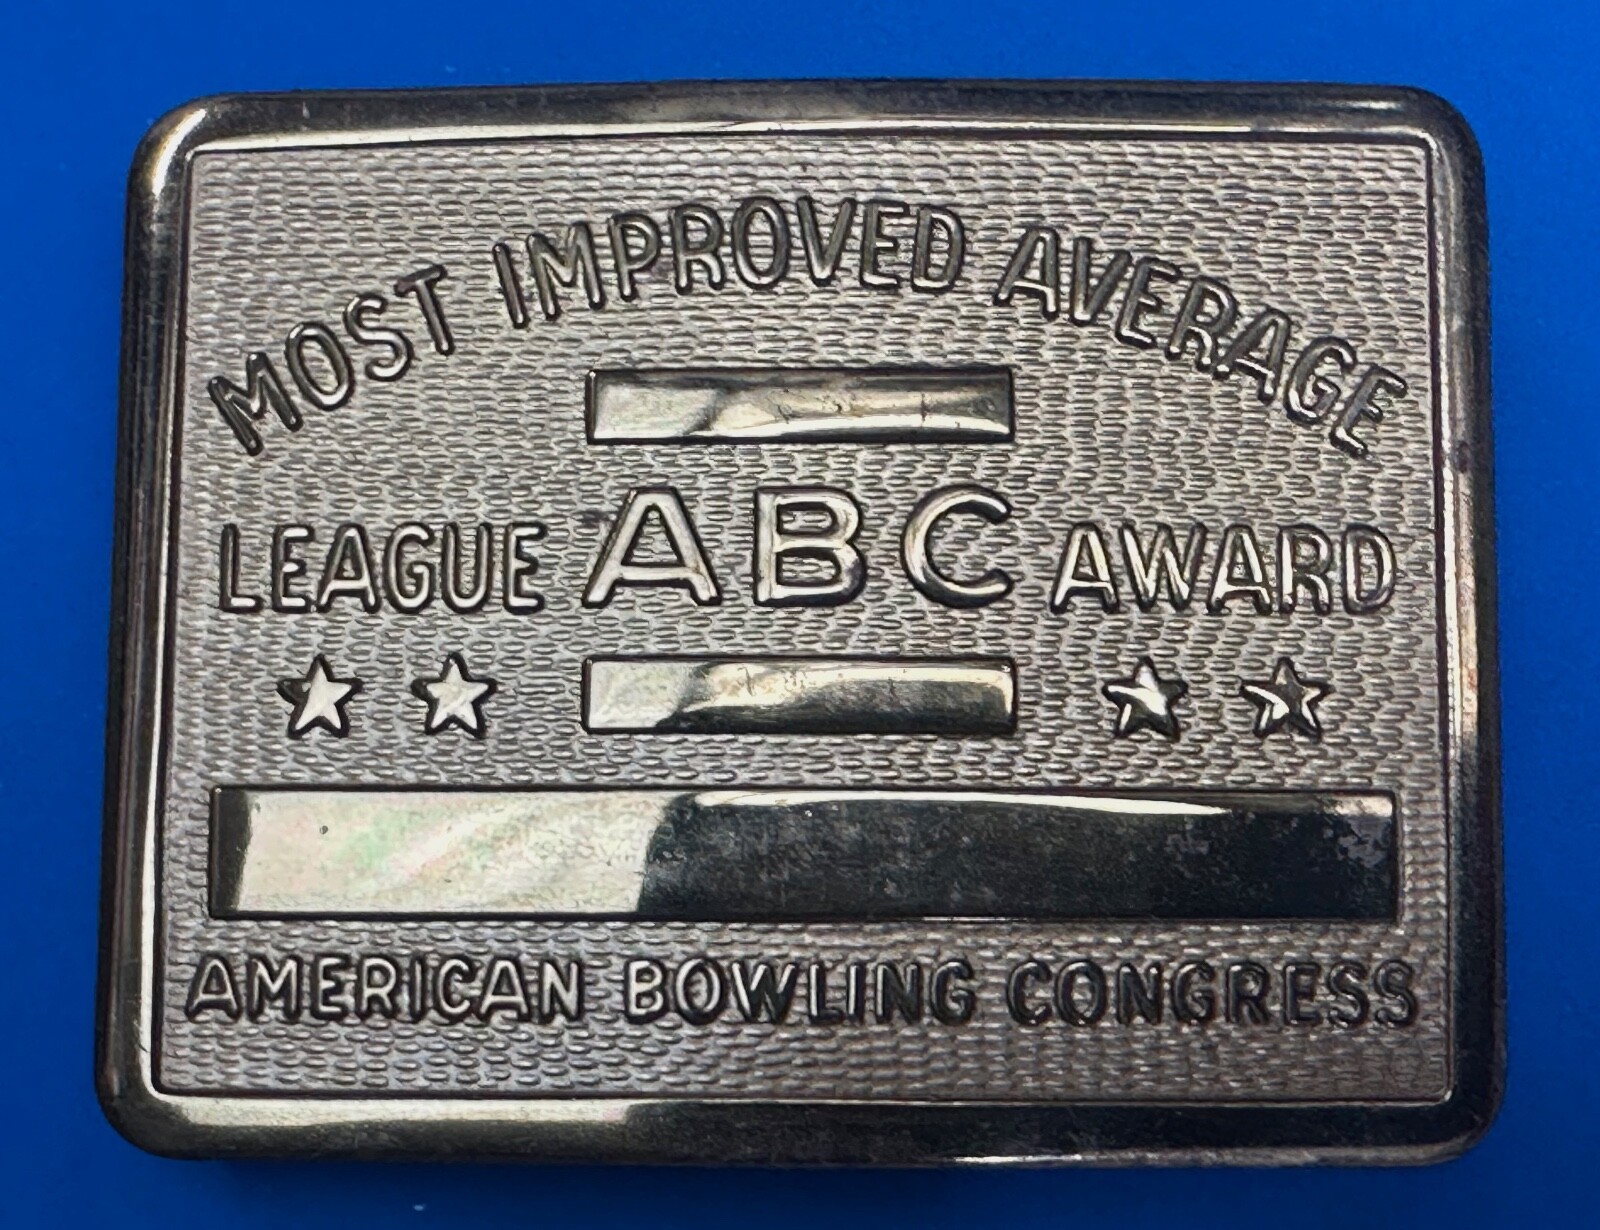 MOST IMPROVED AVERAGE
LEAGUE ABC AWARD
AMERICAN BOWLING CONGRESS